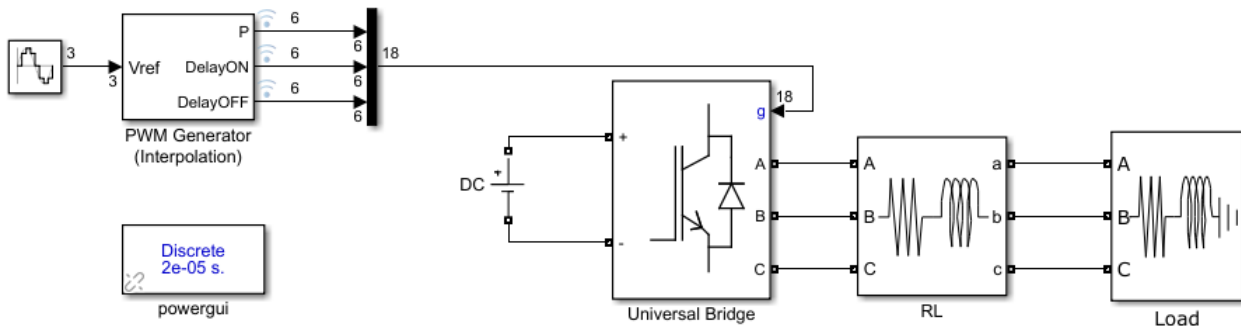 3
3
Vref
P
DelayON
DelayOFF
6
6
6
6
6
6
18
PWM Generator
(Interpolation)
Discrete
2e-05 s.
powergui
DC
+
+
-
g
18
A
B
C
Universal Bridge
A
B
C
a
b
c
RL
A
B
C
Load